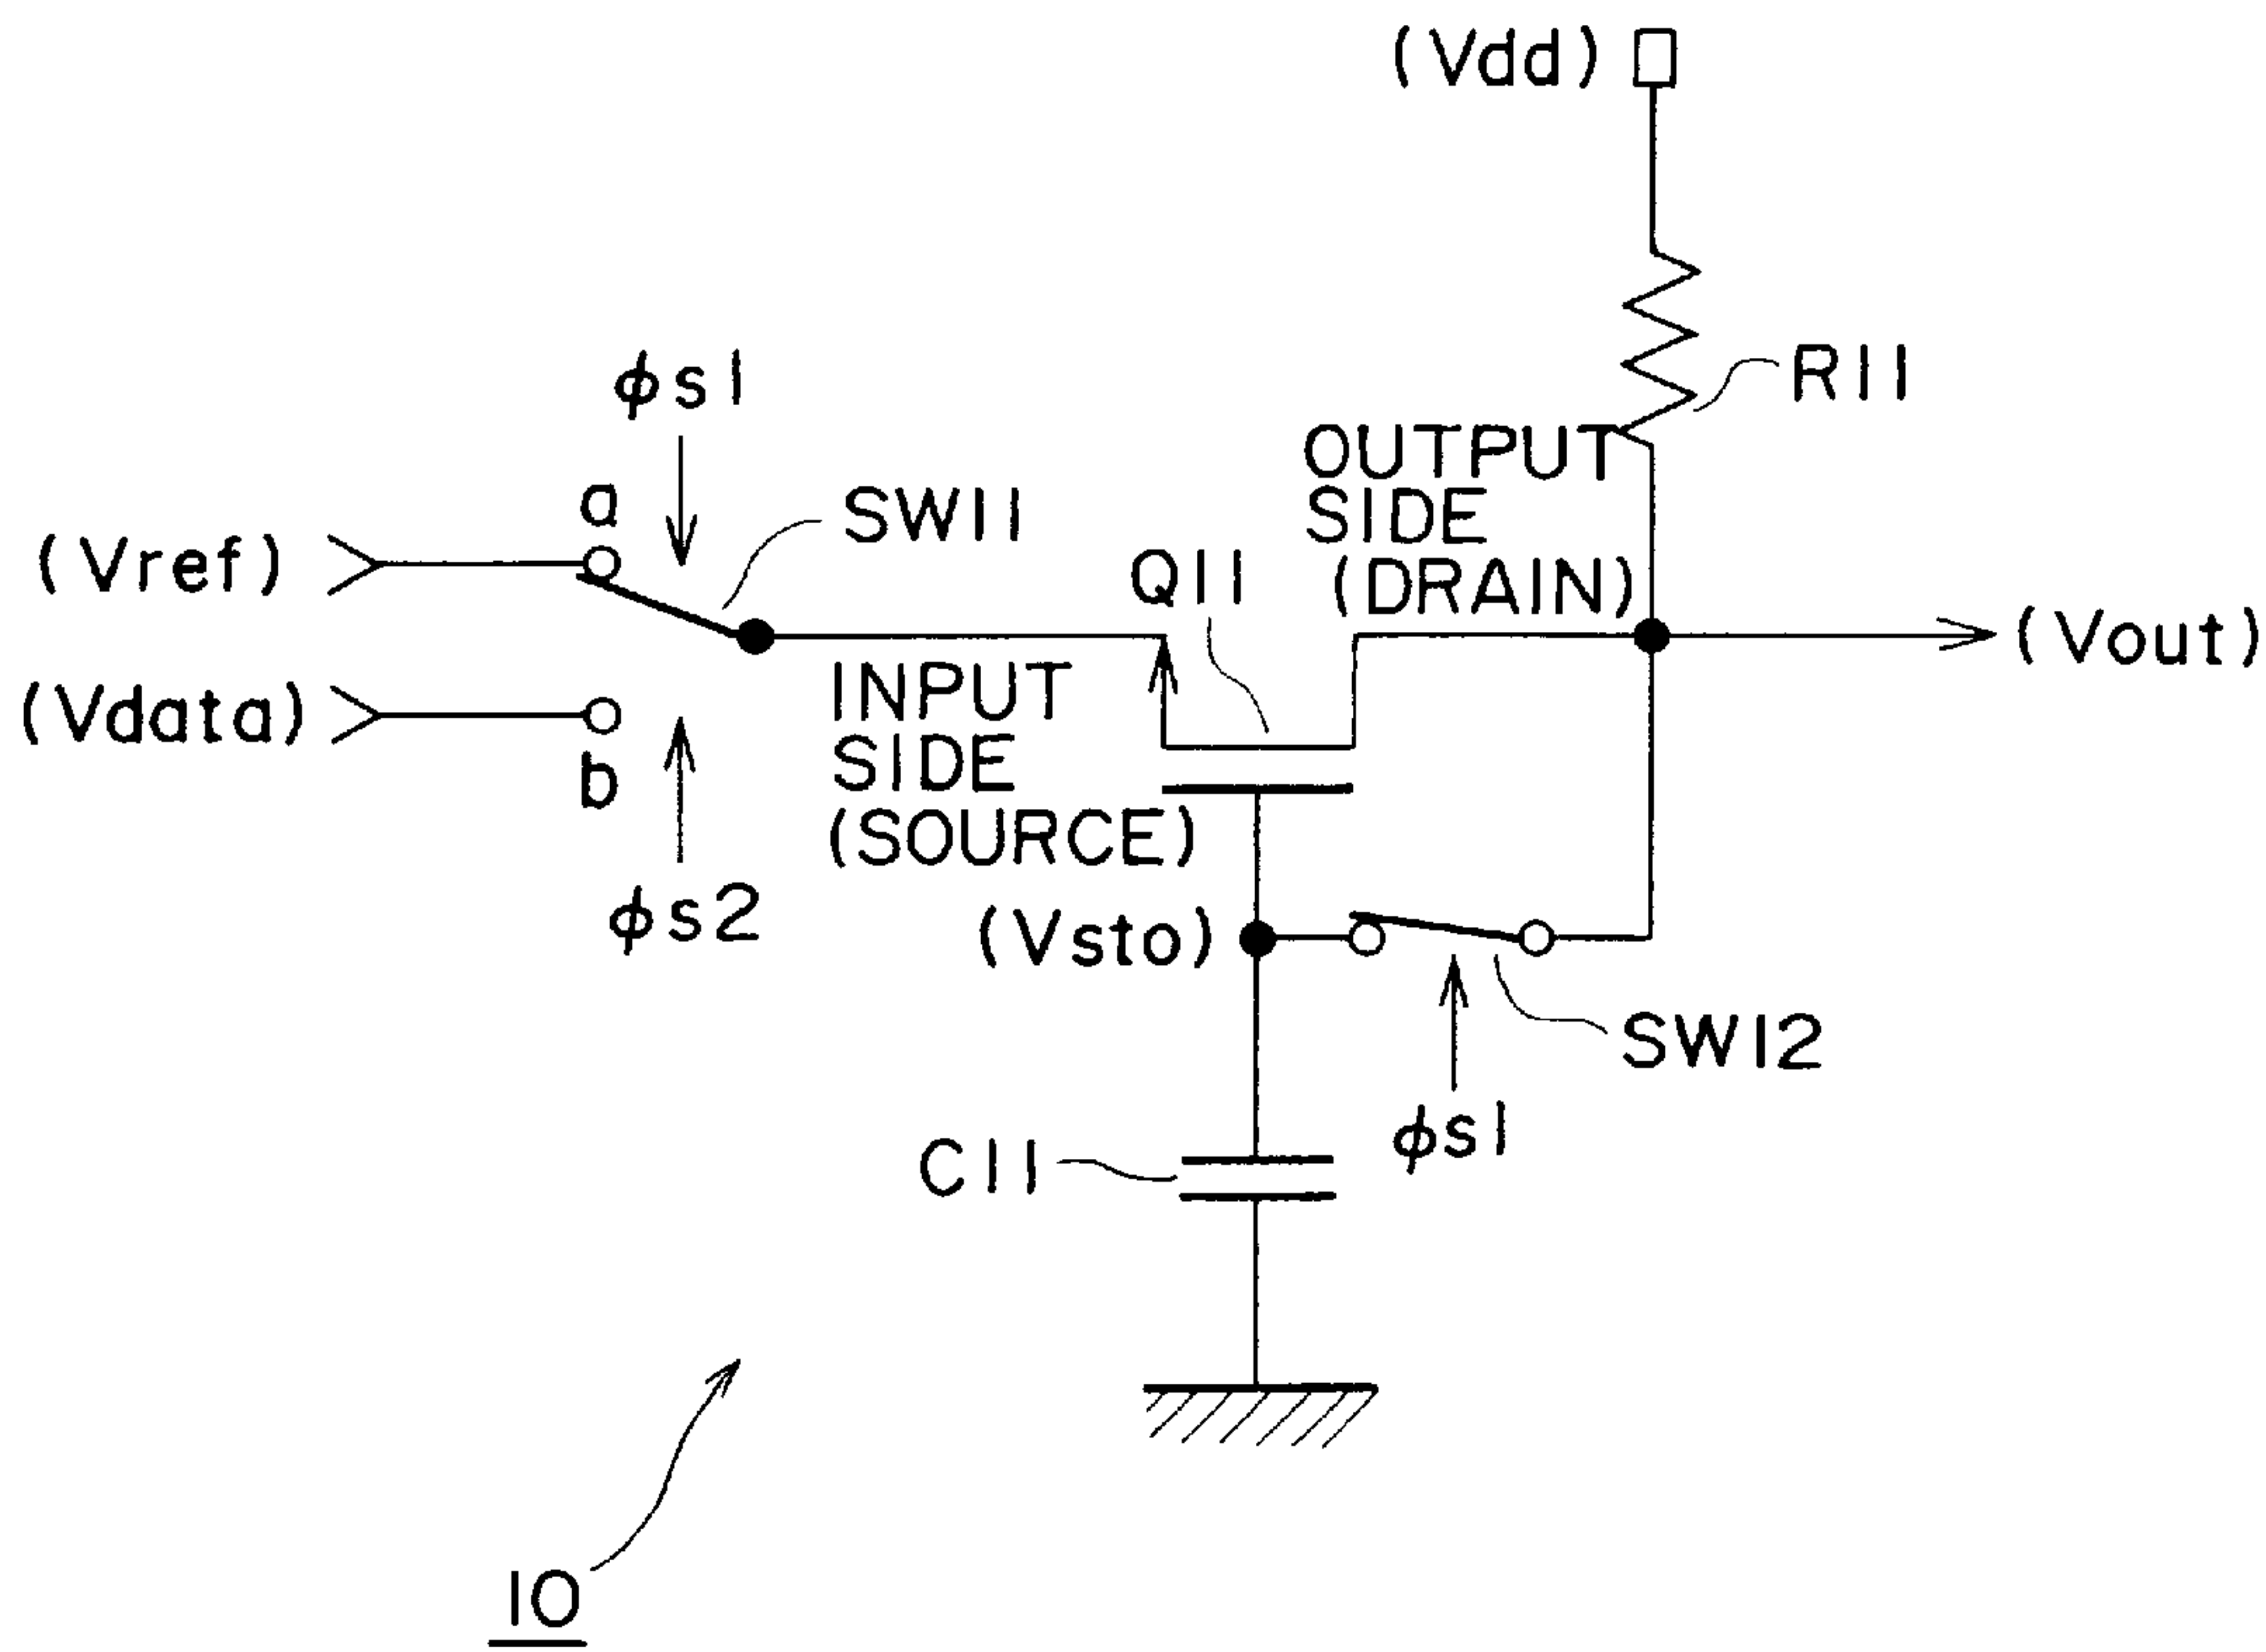 (Vdd)
R11
φs1
a
SW11
OUTPUT
SIDE
(DRAIN)
(Vref)
Q11
(Vout)
(Vdata)
b
INPUT
SIDE
(SOURCE)
φs2
(Vsto)
SW12
φs1
C11
10